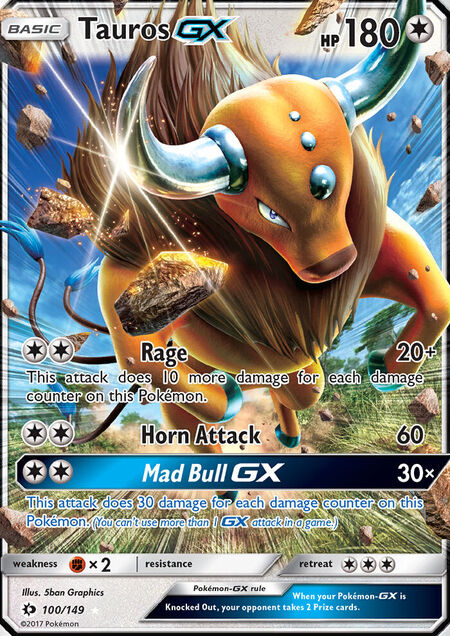 BASIC Tauros GX HP 180
Rage 20+
This attack does 10 more damage for each damage
counter on this Pokémon.
Horn Attack 60
Mad Bull GX 30×
This attack does 30 damage for each damage counter on this
Pokémon. (You can't use more than 1 GX attack in a game.)
weakness × 2 resistance retreat
Illus. 5ban Graphics
100/149
©2017 Pokémon
Pokémon-GX rule
When your Pokémon-GX is
Knocked Out, your opponent takes 2 Prize cards.